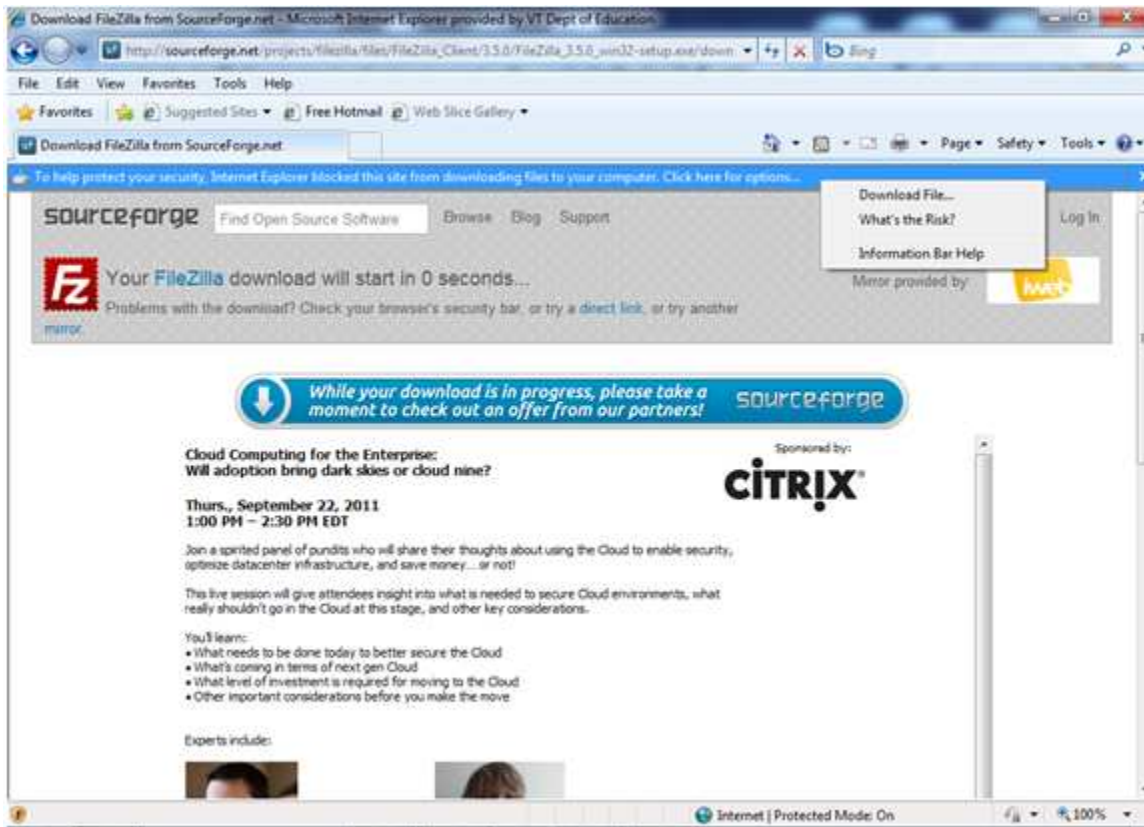 Download FileZilla from SourceForge.net - Microsoft Internet Explorer provided by VT Dept of Education
http://sourceforge.net/projects/filezilla/files/FileZilla_Client/3.5.0/FileZilla_3.5.0_win32-setup.exe/down
Bing
File Edit View Favorites Tools Help
Favorites Suggested Sites Free Hotmail Web Slice Gallery
Download FileZilla from SourceForge.net
Page Safety Tools
To help protect your security, Internet Explorer blocked this site from downloading files to your computer. Click here for options...
Download File...
What's the Risk?
Information Bar Help
sourceforge Find Open Source Software Browse Blog Support Log In
Fz
Your FileZilla download will start in 0 seconds...
Mirror provided by
iweb
Problems with the download? Check your browser's security bar, or try a direct link, or try another
mirror.
While your download is in progress, please take a
moment to check out an offer from our partners!
sourceforge
Cloud Computing for the Enterprise:
Will adoption bring dark skies or cloud nine?
Sponsored by:
CİTRIX
Thurs., September 22, 2011
1:00 PM – 2:30 PM EDT
Join a spirited panel of pundits who will share their thoughts about using the Cloud to enable security,
optimize datacenter infrastructure, and save money... or not!
This live session will give attendees insight into what is needed to secure Cloud environments, what
really shouldn't go in the Cloud at this stage, and other key considerations.
You'll learn:
• What needs to be done today to better secure the Cloud
• What's coming in terms of next gen Cloud
• What level of investment is required for moving to the Cloud
• Other important considerations before you make the move
Experts include:
Internet | Protected Mode: On
100%